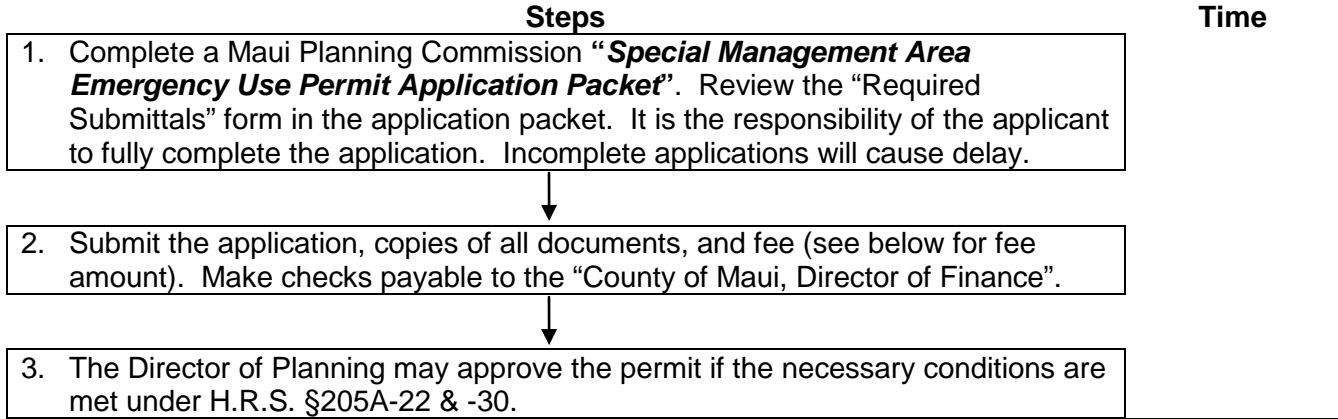 Steps Time
1. Complete a Maui Planning Commission “Special Management Area
Emergency Use Permit Application Packet”. Review the “Required
Submittals” form in the application packet. It is the responsibility of the applicant
to fully complete the application. Incomplete applications will cause delay.
2. Submit the application, copies of all documents, and fee (see below for fee
amount). Make checks payable to the “County of Maui, Director of Finance”.
3. The Director of Planning may approve the permit if the necessary conditions are
met under H.R.S. §205A-22 & -30.